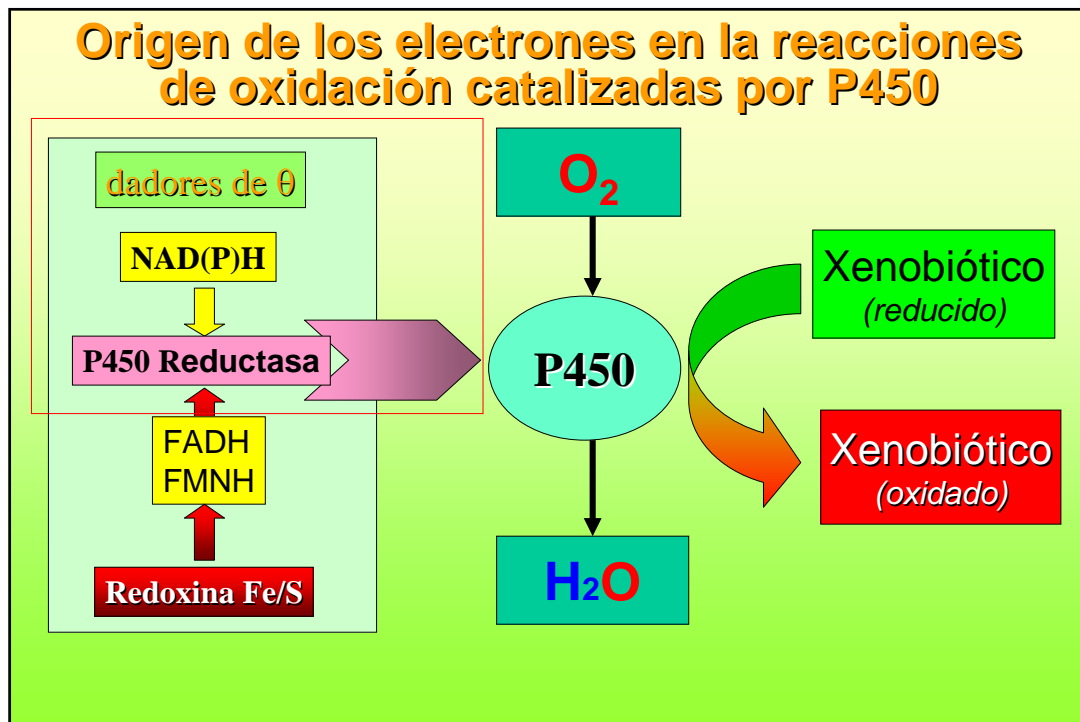 Origen de los electrones en la reacciones
de oxidación catalizadas por P450
dadores de θ
NAD(P)H
P450 Reductasa
FADH
FMNH
Redoxina Fe/S
O₂
P450
H₂O
Xenobiótico
(reducido)
Xenobiótico
(oxidado)